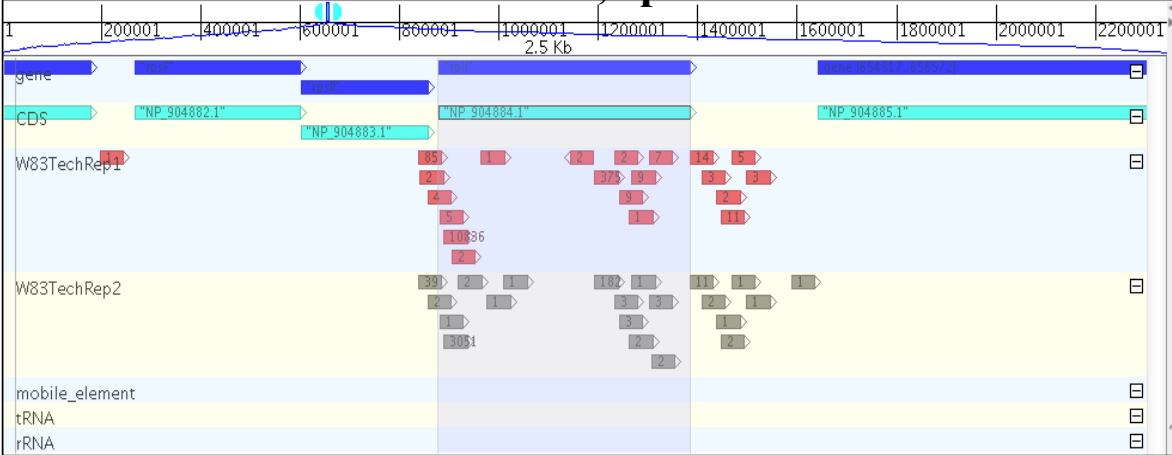 1 200001 400001 600001 800001 1000001 1200001 1400001 1600001 1800001 2000001 2200001
2.5 Kb
gene
CDS "NP_904882.1" "NP_904884.1" "NP_904885.1"
"NP_904883.1"
W83TechRep1 1 85 1 2 2 7 14 5
2 375 9 3 3
4 9 2
5 1 11
10836
2
W83TechRep2 39 2 1 182 1 11 1 1
2 1 3 3 2 1
1 3 1
3051 2 2
2
mobile_element
tRNA
rRNA